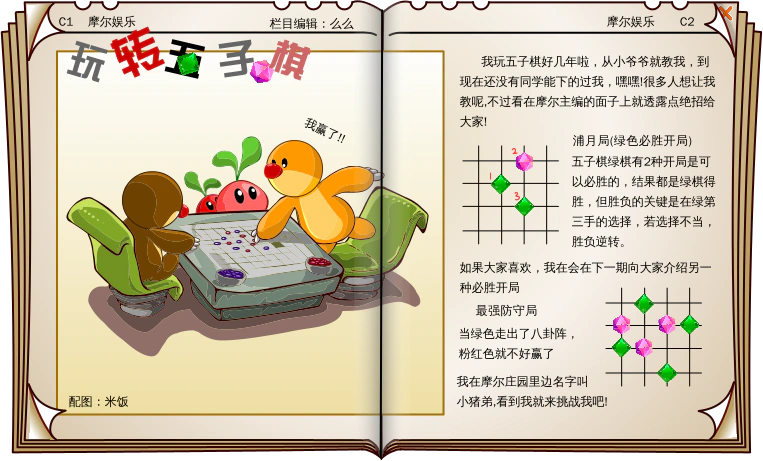 C1 摩尔娱乐
栏目编辑：么么
玩转五子棋
我赢了!!
配图：米饭
摩尔娱乐 C2
我玩五子棋好几年啦，从小爷爷就教我，到
现在还没有同学能下的过我，嘿嘿!很多人想让我
教呢,不过看在摩尔主编的面子上就透露点绝招给
大家!
浦月局(绿色必胜开局)
五子棋绿棋有2种开局是可
以必胜的，结果都是绿棋得
胜，但胜负的关键是在绿第
三手的选择，若选择不当，
胜负逆转。
2
1
3
如果大家喜欢，我在会在下一期向大家介绍另一
种必胜开局
最强防守局
当绿色走出了八卦阵，
粉红色就不好赢了
我在摩尔庄园里边名字叫
小猪弟,看到我就来挑战我吧!